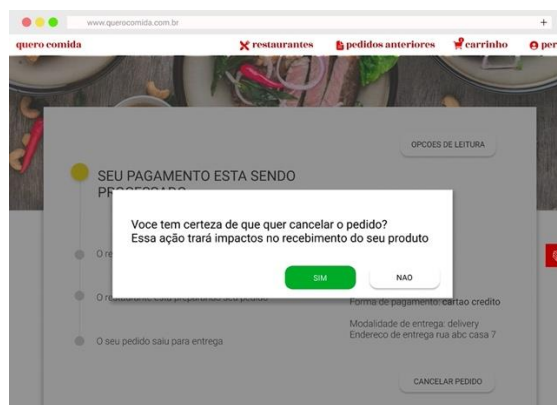 www.querocomida.com.br
+
quero comida
restaurantes
pedidos anteriores
carrinho
per
OPCOES DE LEITURA
SEU PAGAMENTO ESTA SENDO
Voce tem certeza de que quer cancelar o pedido?
Essa ação trará impactos no recebimento do seu produto
SIM
NAO
O re
Forma de pagamento: cartao credito
Modalidade de entrega: delivery
Endereco de entrega rua abc casa 7
O seu pedido saiu para entrega
CANCELAR PEDIDO